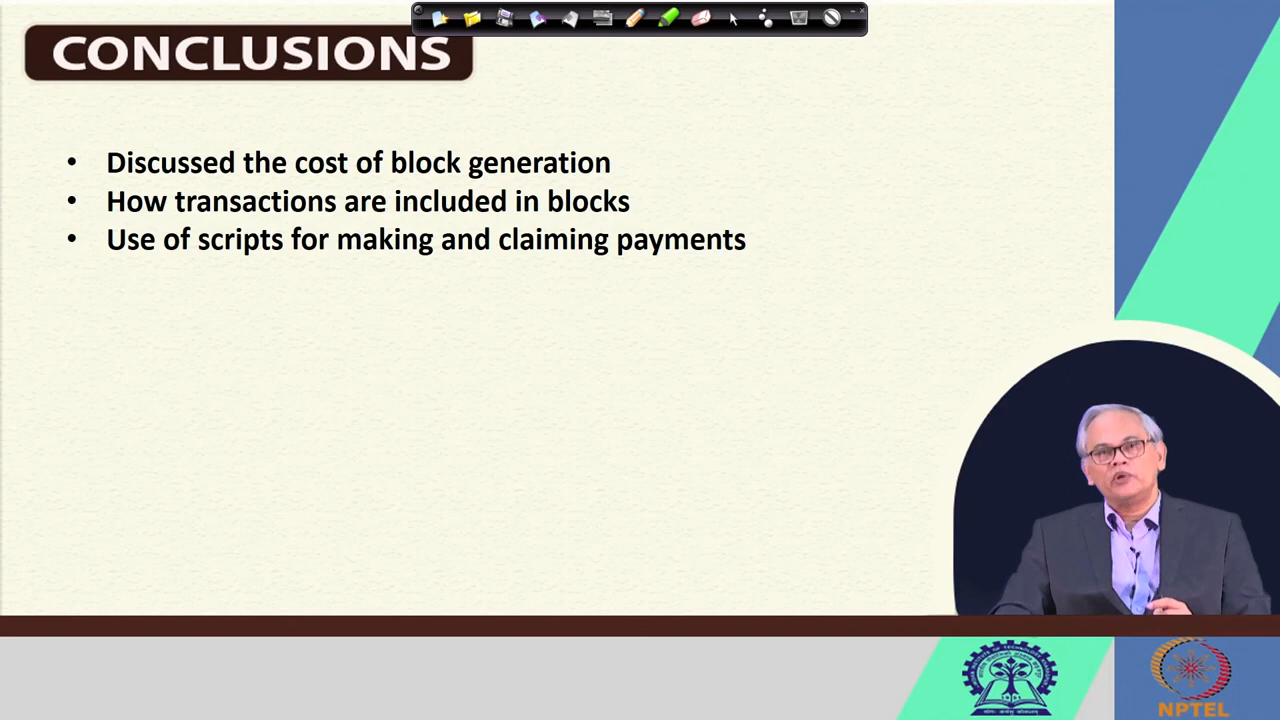 CONCLUSIONS
• Discussed the cost of block generation
• How transactions are included in blocks
• Use of scripts for making and claiming payments
NPTEL